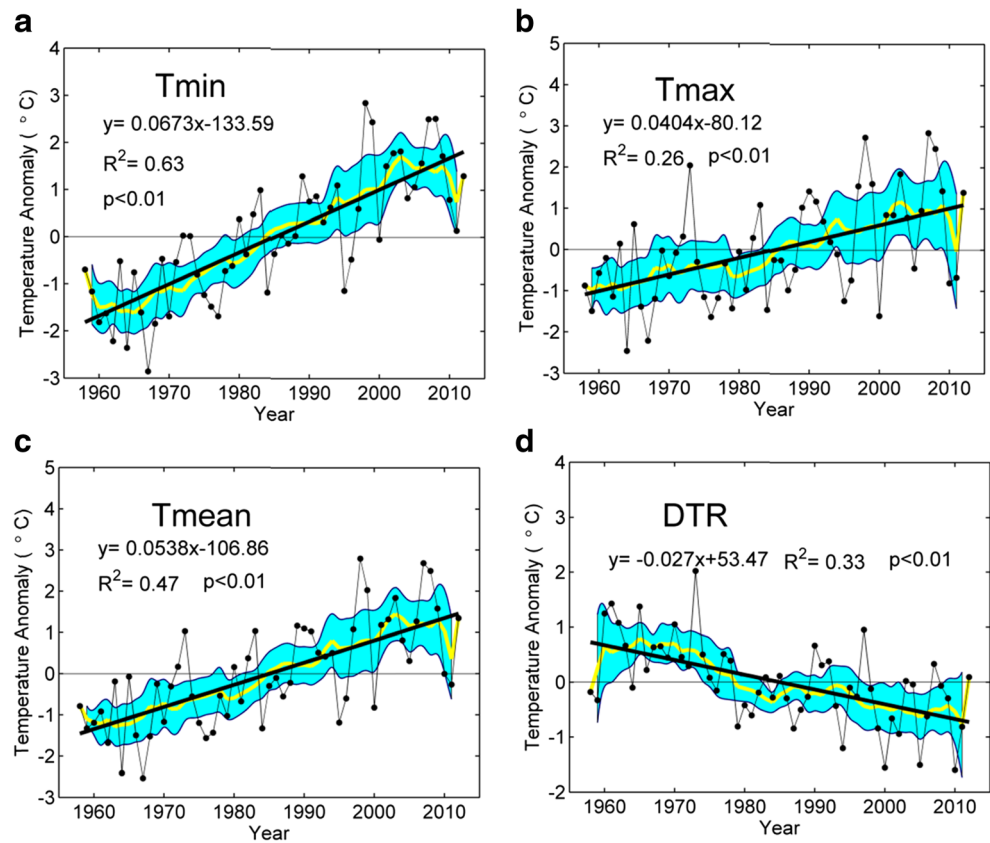 a
4
3
2
1
0
-1
-2
-3
Temperature Anomaly ( ° C)
Tmin
y= 0.0673x-133.59
R²= 0.63
p<0.01
1960 1970 1980 1990 2000 2010
Year
b
5
4
3
2
1
0
-1
-2
-3
Temperature Anomaly ( ° C)
Tmax
y= 0.0404x-80.12
R²= 0.26 p<0.01
1960 1970 1980 1990 2000 2010
Year
c
5
4
3
2
1
0
-1
-2
-3
Temperature Anomaly ( ° C)
Tmean
y= 0.0538x-106.86
R²= 0.47 p<0.01
1960 1970 1980 1990 2000 2010
Year
d
4
3
2
1
0
-1
-2
Temperature Anomaly ( ° C)
DTR
y= -0.027x+53.47 R²= 0.33 p<0.01
1960 1970 1980 1990 2000 2010
Year